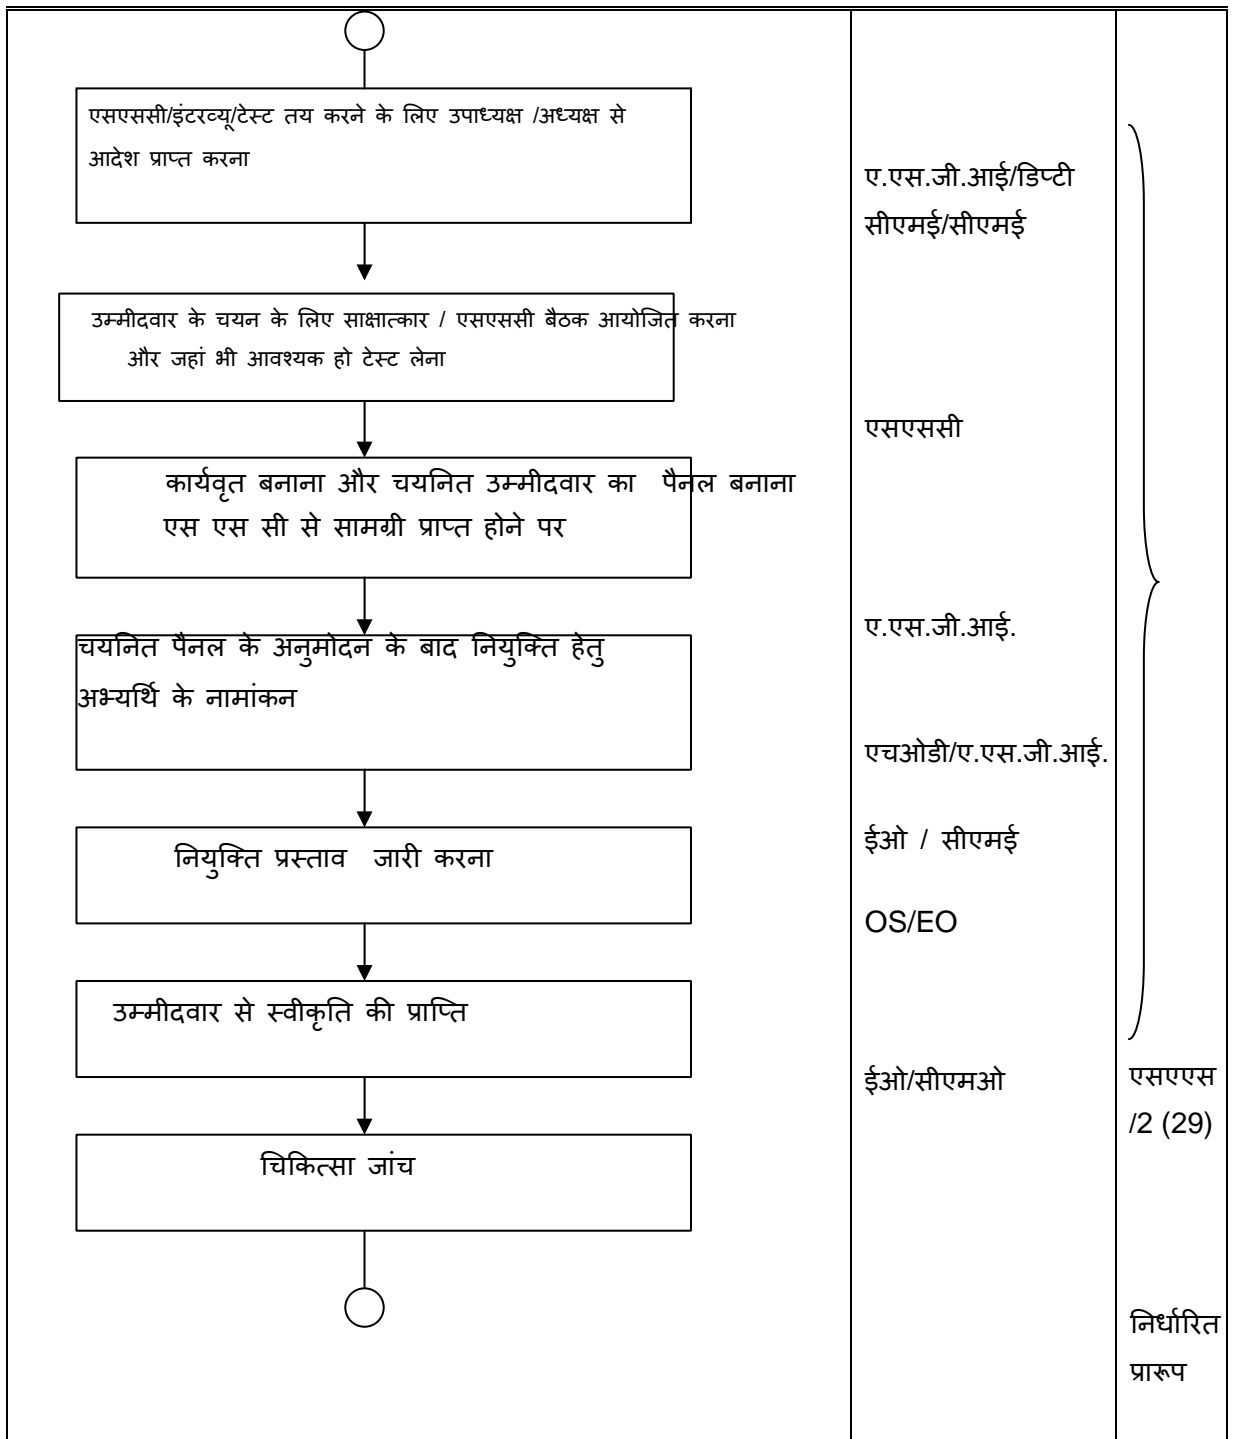 एसएससी/इंटरव्यू/टेस्ट तय करने के लिए उपाध्यक्ष /अध्यक्ष से
आदेश प्राप्त करना
उम्मीदवार के चयन के लिए साक्षात्कार / एसएससी बैठक आयोजित करना
और जहां भी आवश्यक हो टेस्ट लेना
कार्यवृत बनाना और चयनित उम्मीदवार का पैनल बनाना
एस एस सी से सामग्री प्राप्त होने पर
चयनित पैनल के अनुमोदन के बाद नियुक्ति हेतु
अभ्यर्थि के नामांकन
नियुक्ति प्रस्ताव जारी करना
उम्मीदवार से स्वीकृति की प्राप्ति
चिकित्सा जांच
ए.एस.जी.आई/डिप्टी
सीएमई/सीएमई
एसएससी
ए.एस.जी.आई.
एचओडी/ए.एस.जी.आई.
ईओ / सीएमई
OS/EO
ईओ/सीएमओ
एसएएस
/2 (29)
निर्धारित
प्रारूप